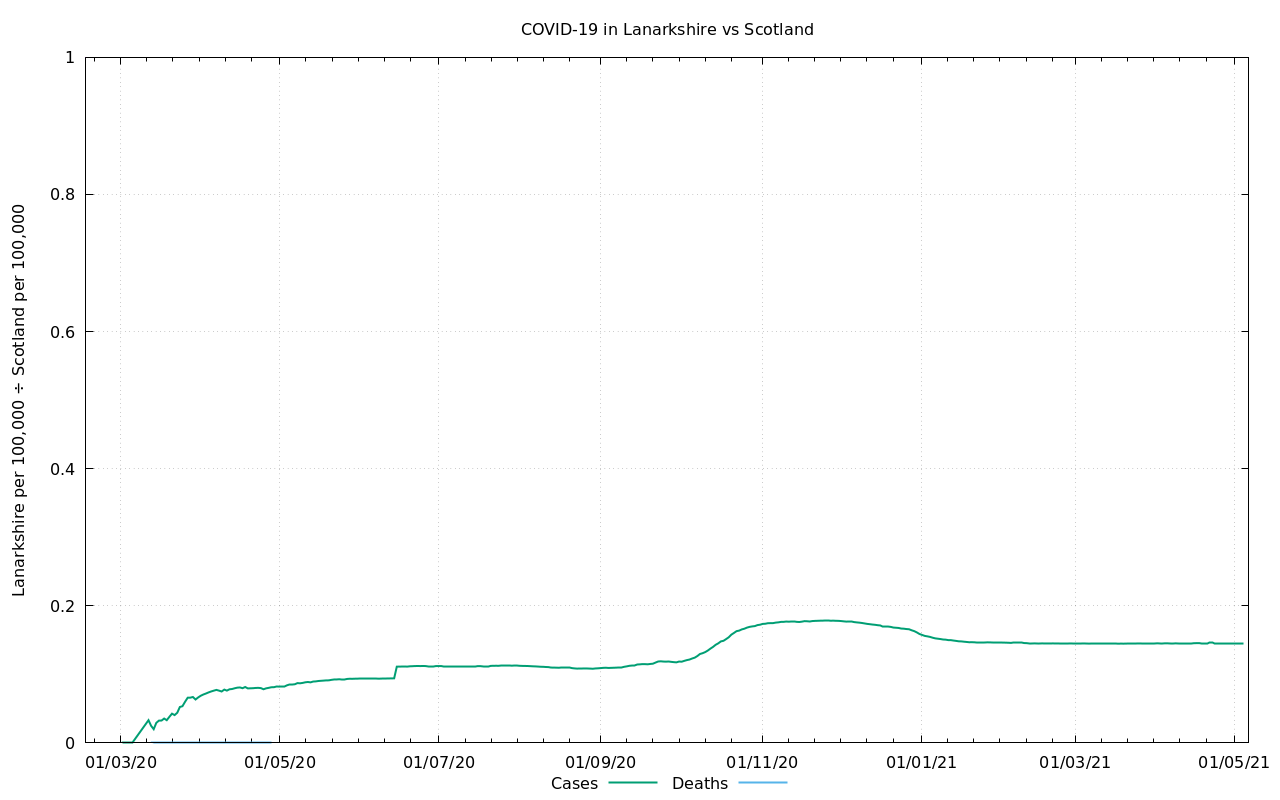 COVID-19 in Lanarkshire vs Scotland
Lanarkshire per 100,000 ÷ Scotland per 100,000
1
0.8
0.6
0.4
0.2
0
01/03/20 01/05/20 01/07/20 01/09/20 01/11/20 01/01/21 01/03/21 01/05/21
Cases Deaths